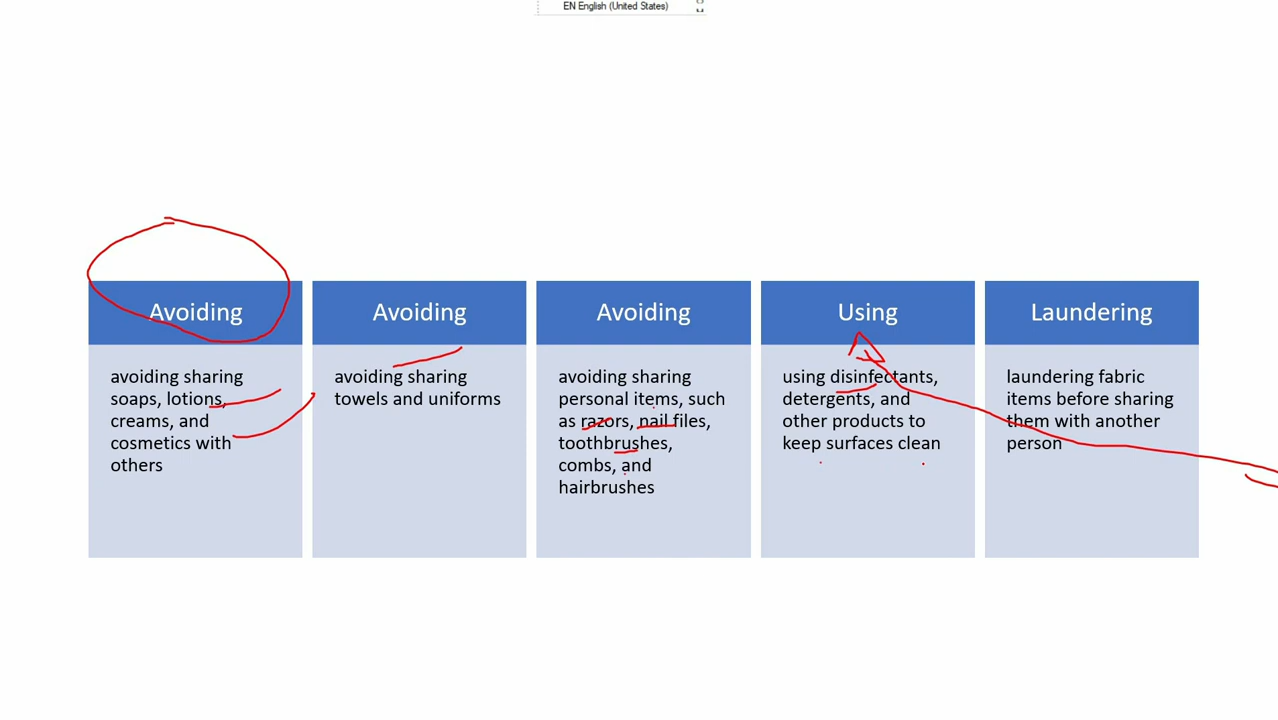 EN English (United States)
Avoiding
avoiding sharing
soaps, lotions,
creams, and
cosmetics with
others
Avoiding
avoiding sharing
towels and uniforms
Avoiding
avoiding sharing
personal items, such
as razors, nail files,
toothbrushes,
combs, and
hairbrushes
Using
using disinfectants,
detergents, and
other products to
keep surfaces clean
Laundering
laundering fabric
items before sharing
them with another
person